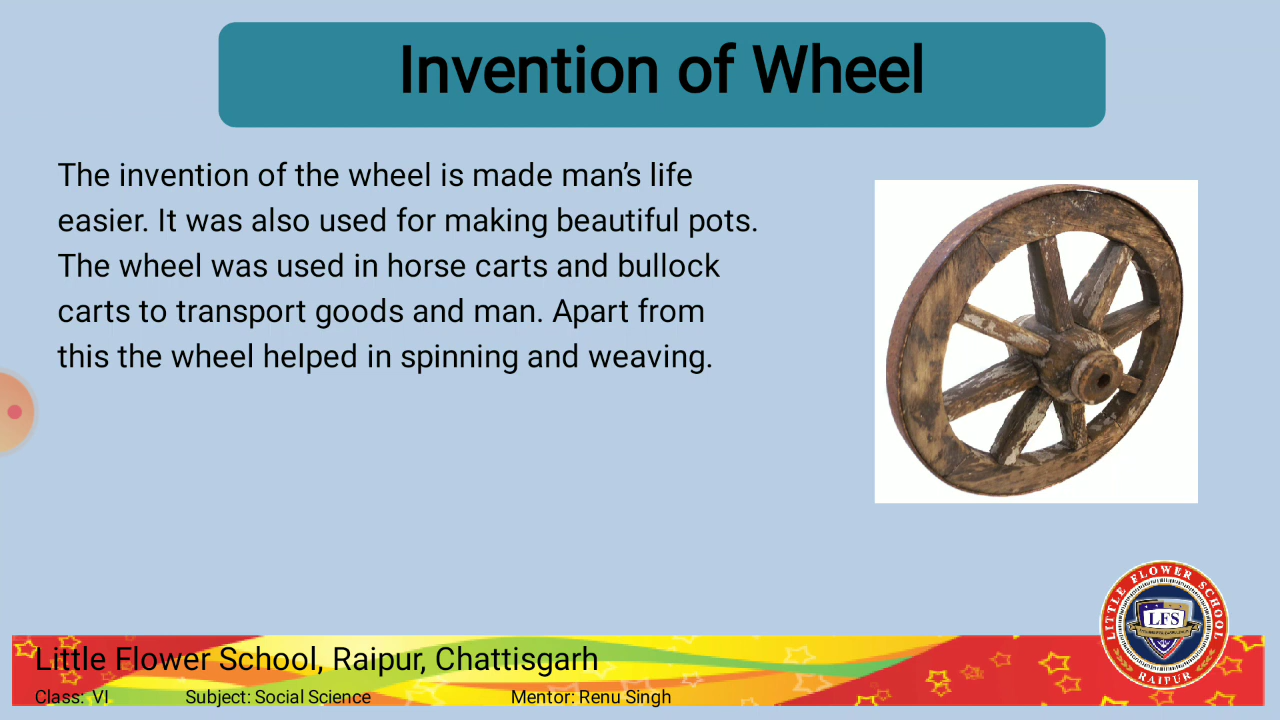 Invention of Wheel
The invention of the wheel is made man’s life
easier. It was also used for making beautiful pots.
The wheel was used in horse carts and bullock
carts to transport goods and man. Apart from
this the wheel helped in spinning and weaving.
LITTLE FLOWER SCHOOL
LFS
RAIPUR
Little Flower School, Raipur, Chattisgarh
Class: VI Subject: Social Science Mentor: Renu Singh